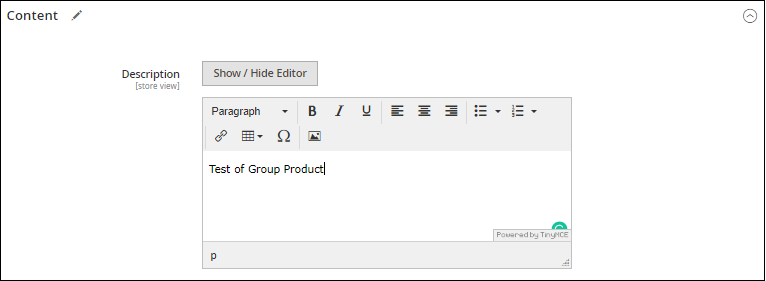 Content
Description
[store view]
Show / Hide Editor
Paragraph B I U
Ω
Test of Group Product
Powered by TinyMCE
p